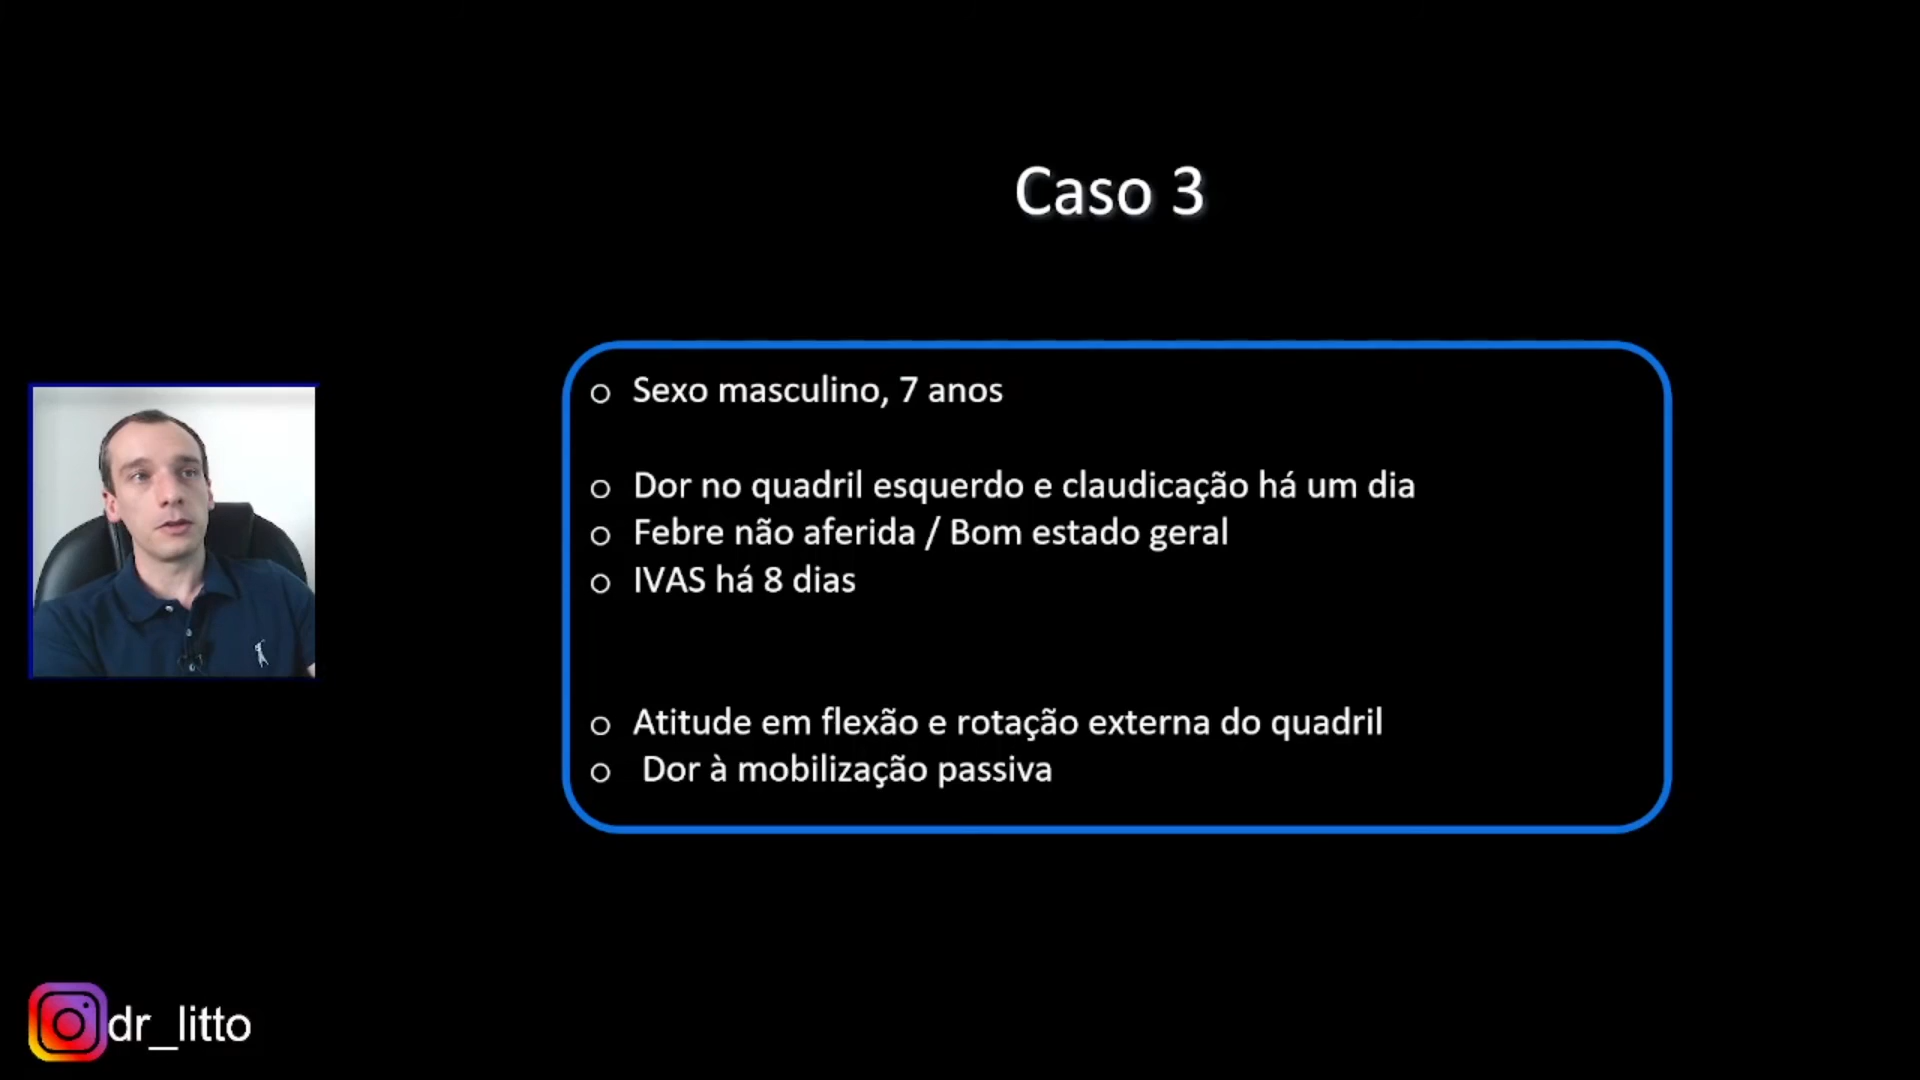 Caso 3
Sexo masculino, 7 anos
Dor no quadril esquerdo e claudicação há um dia
Febre não aferida / Bom estado geral
IVAS há 8 dias
Atitude em flexão e rotação externa do quadril
Dor à mobilização passiva
dr_litto